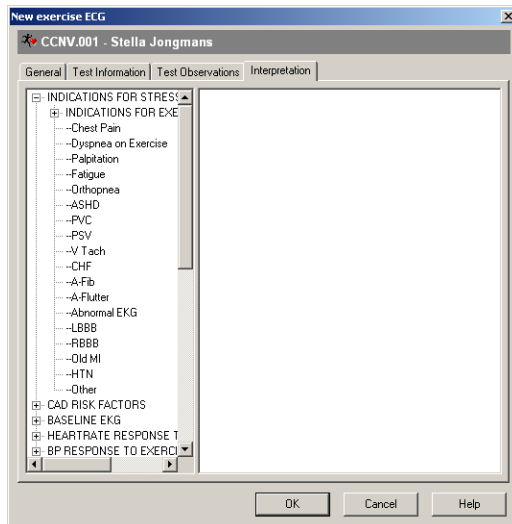 New exercise ECG
CCNV.001 - Stella Jongmans
General Test Information Test Observations Interpretation
INDICATIONS FOR STRESS
INDICATIONS FOR EXE
--Chest Pain
--Dyspnea on Exercise
--Palpitation
--Fatigue
--Orthopnea
--ASHD
--PVC
--PSV
--V Tach
--CHF
--A-Fib
--A-Flutter
--Abnormal EKG
--LBBB
--RBBB
--Old MI
--HTN
--Other
CAD RISK FACTORS
BASELINE EKG
HEARTRATE RESPONSE T
BP RESPONSE TO EXERCI
OK Cancel Help